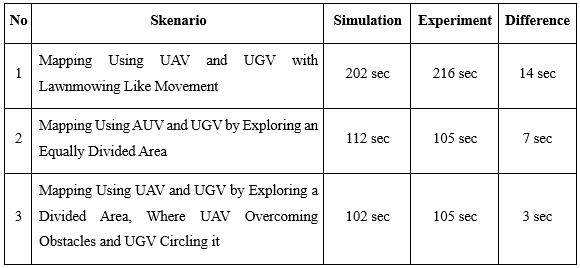 No Skenario Simulation Experiment Difference
1 Mapping Using UAV and UGV with
Lawnmowing Like Movement
202 sec 216 sec 14 sec
2 Mapping Using AUV and UGV by Exploring an
Equally Divided Area
112 sec 105 sec 7 sec
3 Mapping Using UAV and UGV by Exploring a
Divided Area, Where UAV Overcoming
Obstacles and UGV Circling it
102 sec 105 sec 3 sec